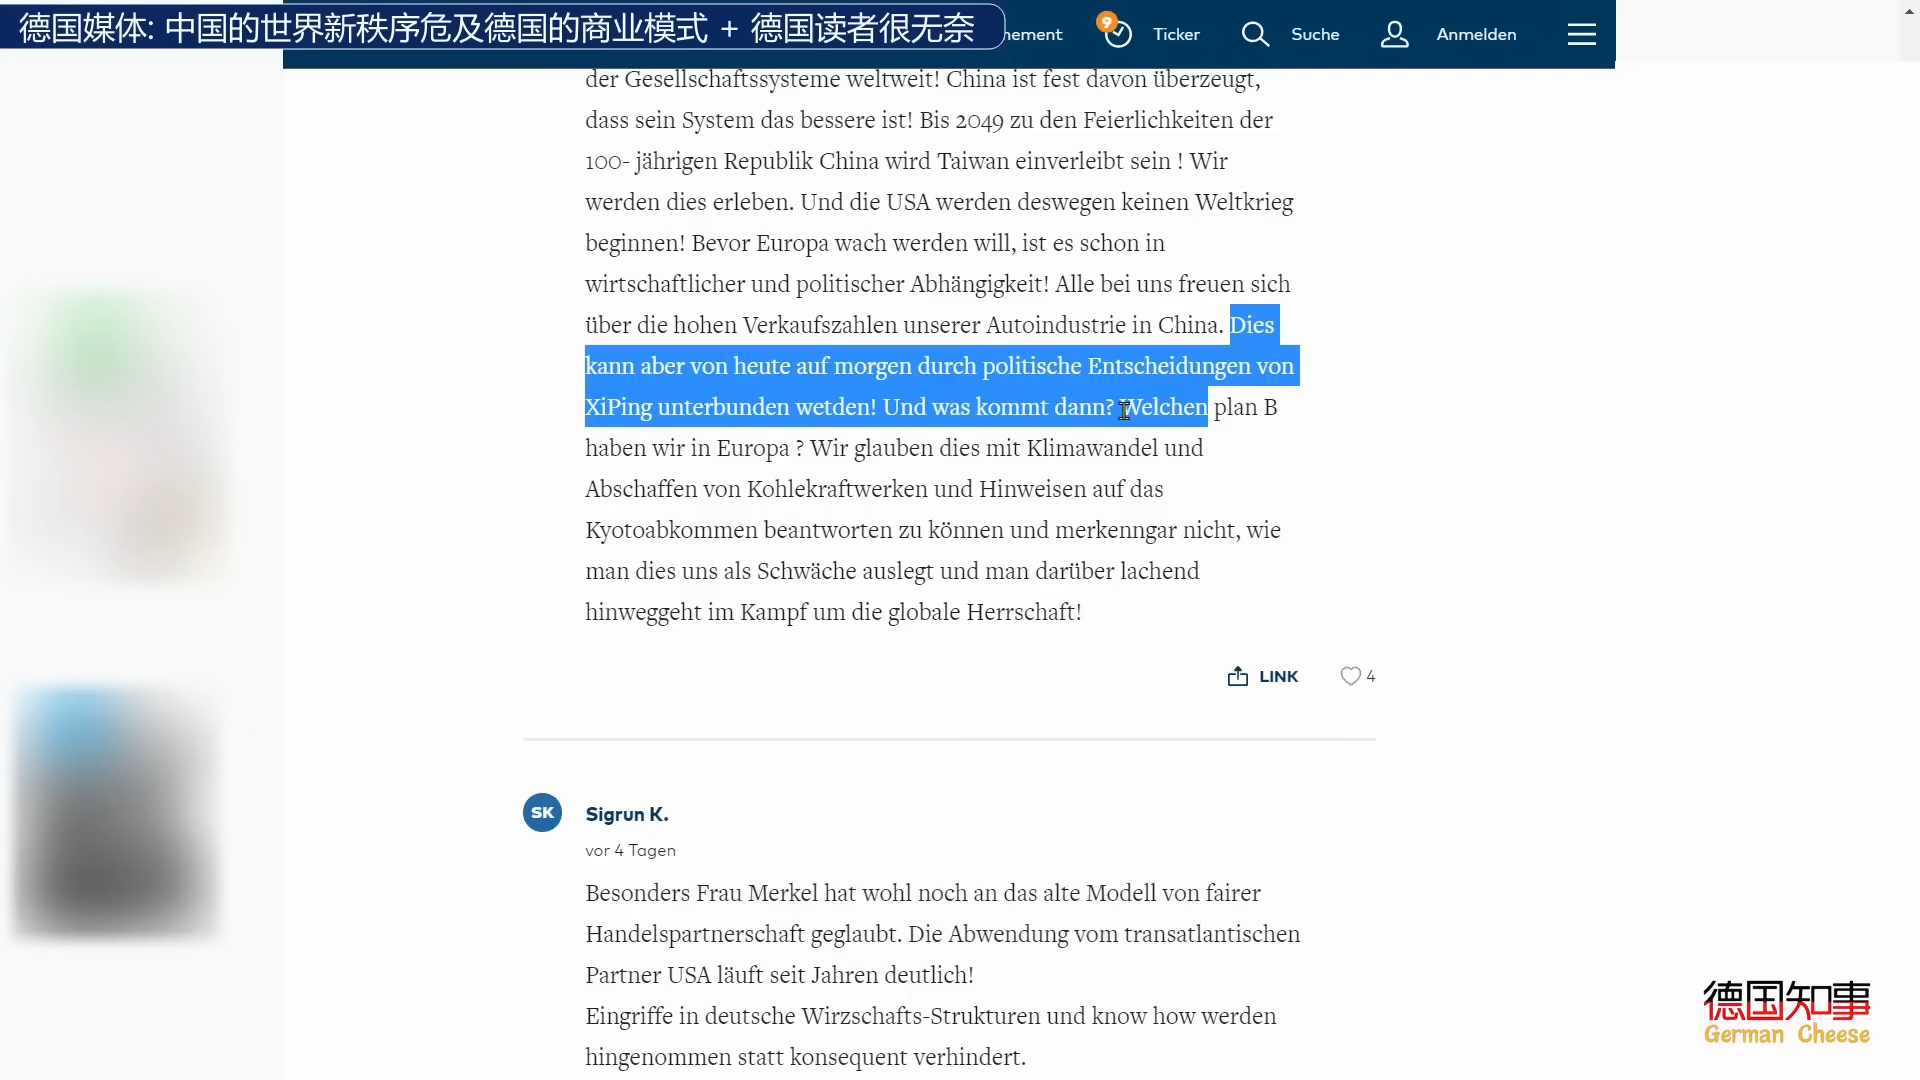 德国媒体: 中国的世界新秩序危及德国的商业模式 + 德国读者很无奈
nement
9
Ticker
Suche
Anmelden
der Gesellschaftssysteme weltweit! China ist fest davon überzeugt,
dass sein System das bessere ist! Bis 2049 zu den Feierlichkeiten der
100- jährigen Republik China wird Taiwan einverleibt sein ! Wir
werden dies erleben. Und die USA werden deswegen keinen Weltkrieg
beginnen! Bevor Europa wach werden will, ist es schon in
wirtschaftlicher und politischer Abhängigkeit! Alle bei uns freuen sich
über die hohen Verkaufszahlen unserer Autoindustrie in China. Dies
kann aber von heute auf morgen durch politische Entscheidungen von
XiPing unterbunden wetden! Und was kommt dann? Welchen plan B
haben wir in Europa ? Wir glauben dies mit Klimawandel und
Abschaffen von Kohlekraftwerken und Hinweisen auf das
Kyotoabkommen beantworten zu können und merkenngar nicht, wie
man dies uns als Schwäche auslegt und man darüber lachend
hinweggeht im Kampf um die globale Herrschaft!
LINK
4
SK
Sigrun K.
vor 4 Tagen
Besonders Frau Merkel hat wohl noch an das alte Modell von fairer
Handelspartnerschaft geglaubt. Die Abwendung vom transatlantischen
Partner USA läuft seit Jahren deutlich!
Eingriffe in deutsche Wirzschafts-Strukturen und know how werden
hingenommen statt konsequent verhindert.
德国知事
German Cheese